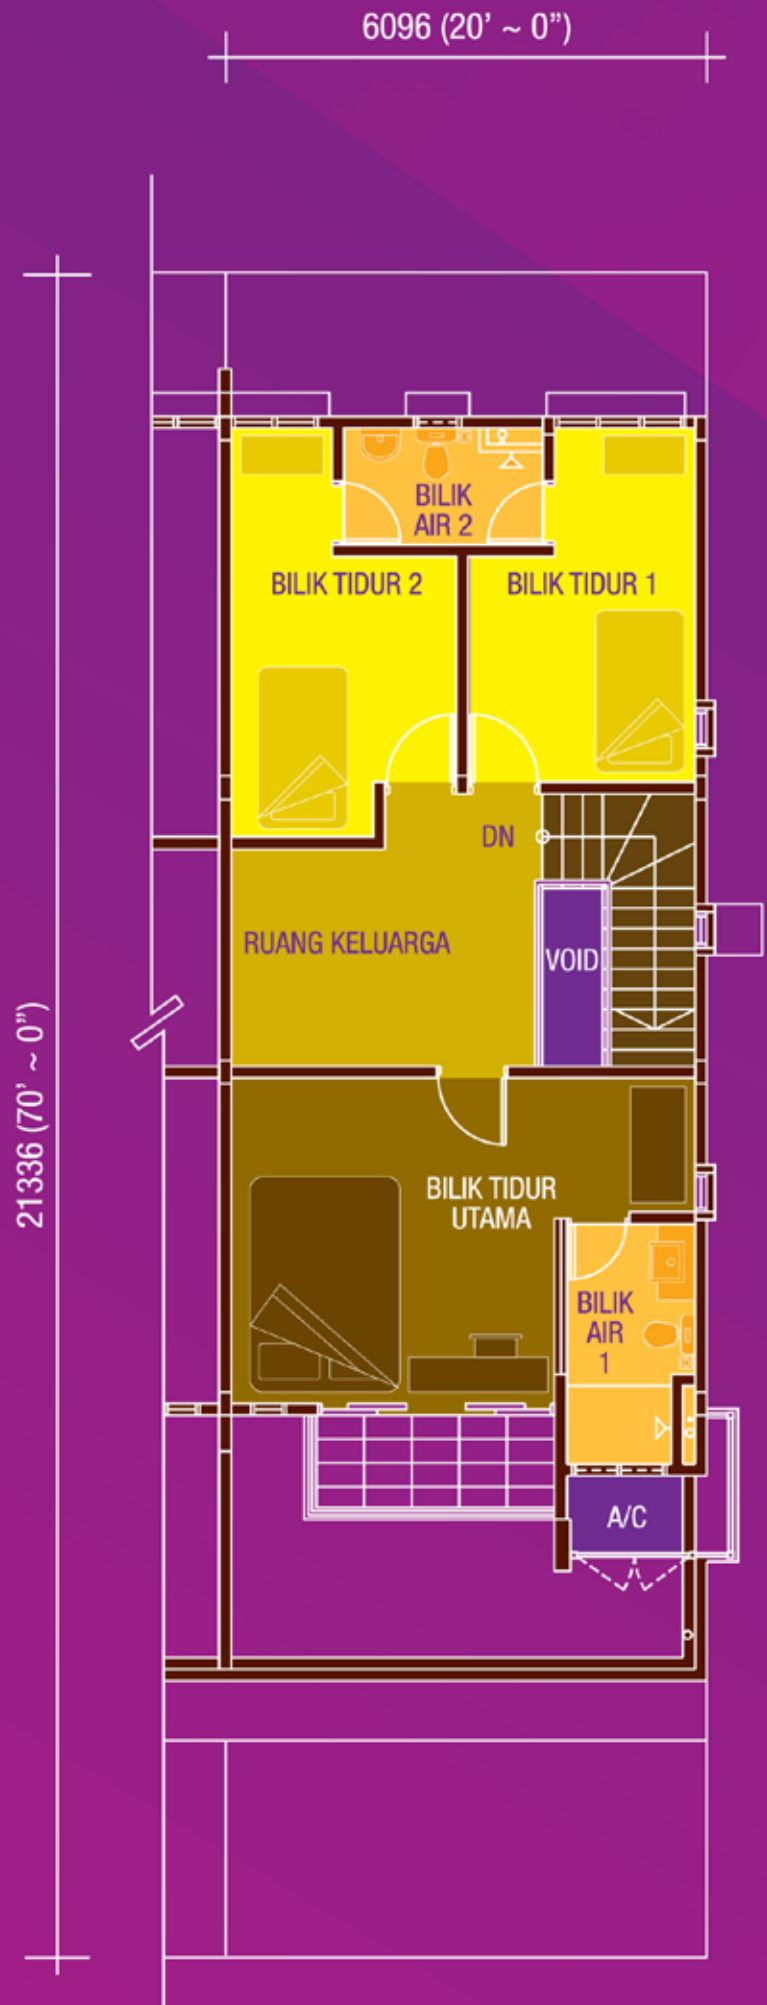 6096 (20’ ~ 0”)
BILIK
AIR 2
BILIK TIDUR 2
BILIK TIDUR 1
DN
RUANG KELUARGA
VOID
21336 (70’ ~ 0”)
BILIK TIDUR
UTAMA
BILIK
AIR
1
A/C